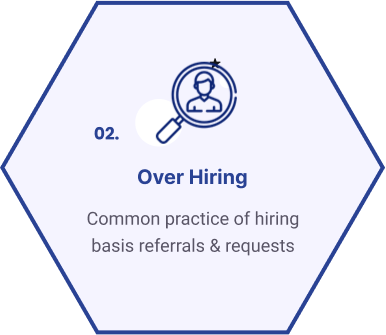 02.
Over Hiring
Common practice of hiring
basis referrals & requests